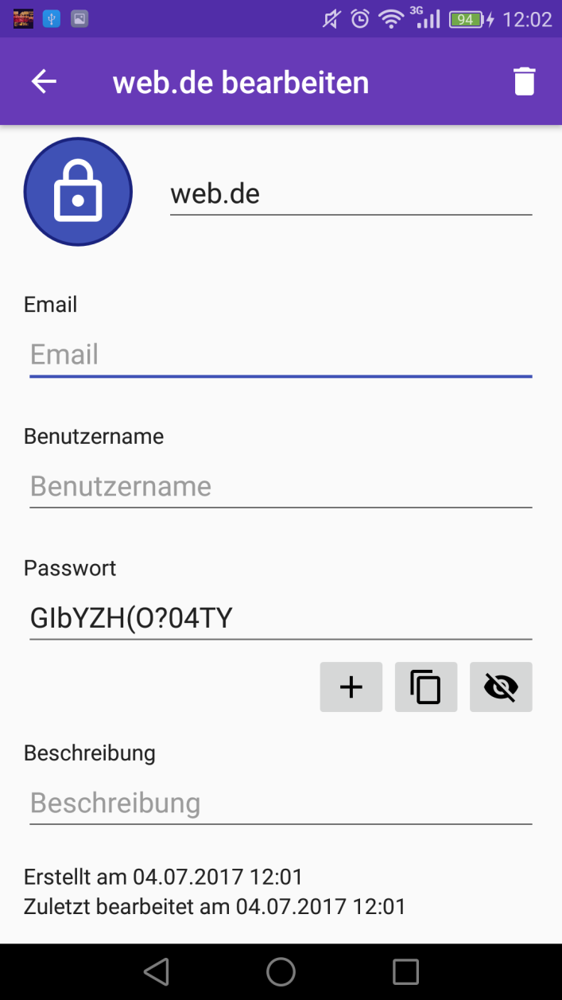 3G 94 12:02
web.de bearbeiten
web.de
Email
Email
Benutzername
Benutzername
Passwort
GIbYZH(O?04TY
Beschreibung
Beschreibung
Erstellt am 04.07.2017 12:01
Zuletzt bearbeitet am 04.07.2017 12:01